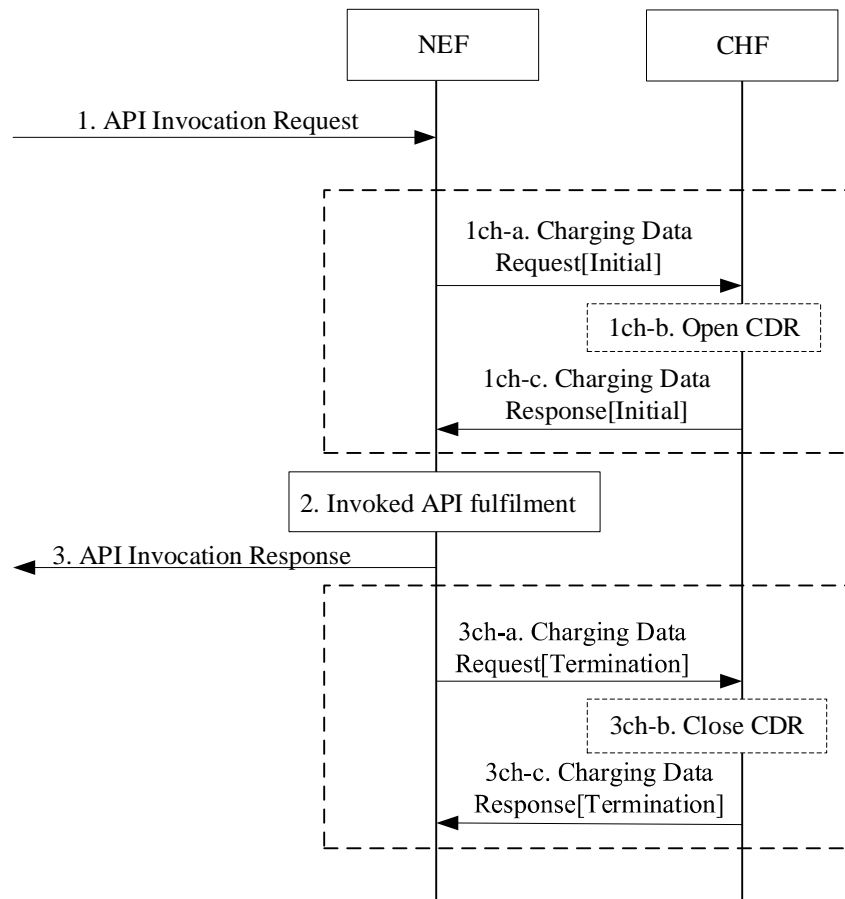 NEF
CHF
1. API Invocation Request
1ch-a. Charging Data
Request[Initial]
1ch-b. Open CDR
1ch-c. Charging Data
Response[Initial]
2. Invoked API fulfilment
3. API Invocation Response
3ch-a. Charging Data
Request[Termination]
3ch-b. Close CDR
3ch-c. Charging Data
Response[Termination]